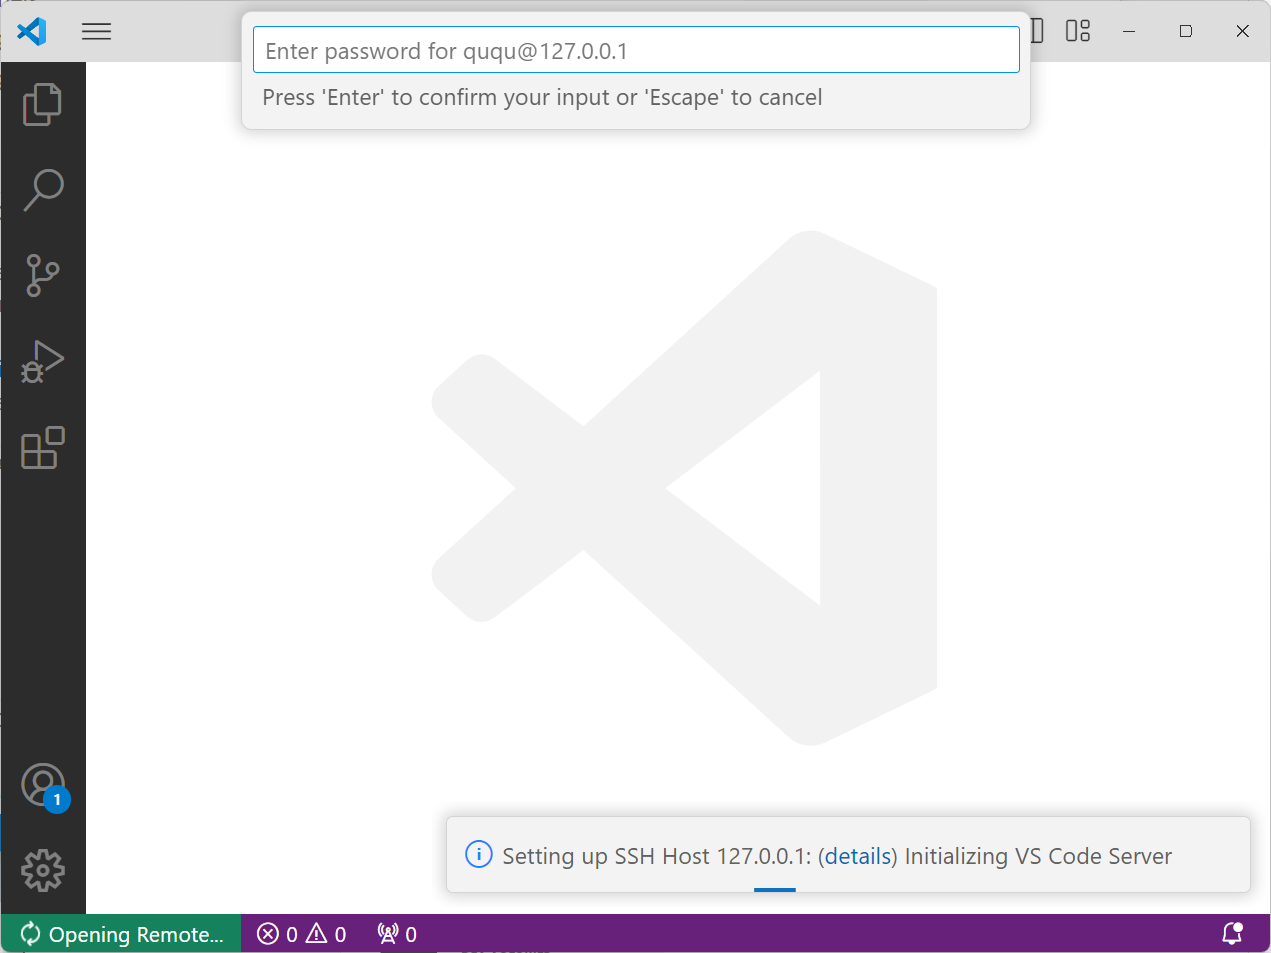 Enter password for ququ@127.0.0.1
Press 'Enter' to confirm your input or 'Escape' to cancel
1
Setting up SSH Host 127.0.0.1: (details) Initializing VS Code Server
Opening Remote... 0 0 0